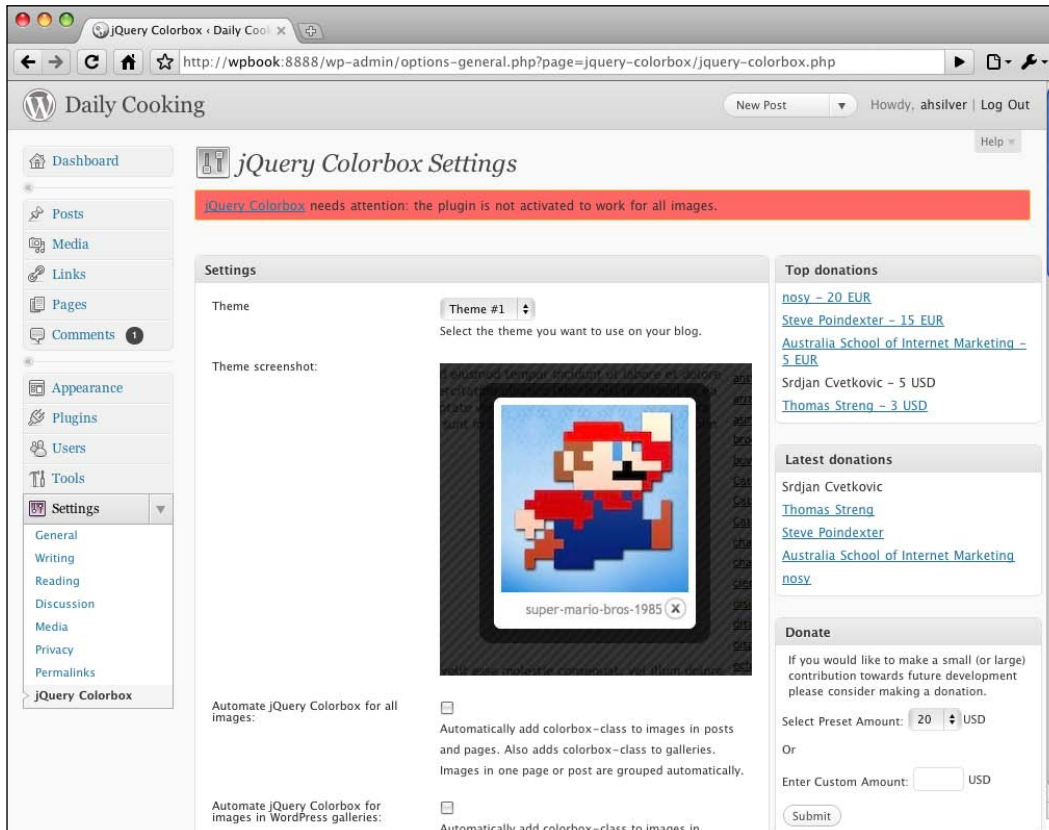 jQuery Colorbox ‹ Daily Cool
http://wpbook:8888/wp-admin/options-general.php?page=jquery-colorbox/jquery-colorbox.php
Daily Cooking
New Post
Howdy, ahsilver | Log Out
Help
Dashboard
Posts
Media
Links
Pages
Comments 1
Appearance
Plugins
Users
Tools
Settings
General
Writing
Reading
Discussion
Media
Privacy
Permalinks
jQuery Colorbox
jQuery Colorbox Settings
jQuery Colorbox needs attention: the plugin is not activated to work for all images.
Settings
Theme
Theme #1
Select the theme you want to use on your blog.
Theme screenshot:
super-mario-bros-1985 X
Automate jQuery Colorbox for all
images:
Automatically add colorbox-class to images in posts
and pages. Also adds colorbox-class to galleries.
Images in one page or post are grouped automatically.
Automate jQuery Colorbox for
images in WordPress galleries:
Automatically add colorbox-class to images in
Top donations
nosy – 20 EUR
Steve Poindexter – 15 EUR
Australia School of Internet Marketing –
5 EUR
Srdjan Cvetkovic – 5 USD
Thomas Streng – 3 USD
Latest donations
Srdjan Cvetkovic
Thomas Streng
Steve Poindexter
Australia School of Internet Marketing
nosy
Donate
If you would like to make a small (or large)
contribution towards future development
please consider making a donation.
Select Preset Amount: 20 USD
Or
Enter Custom Amount: USD
Submit